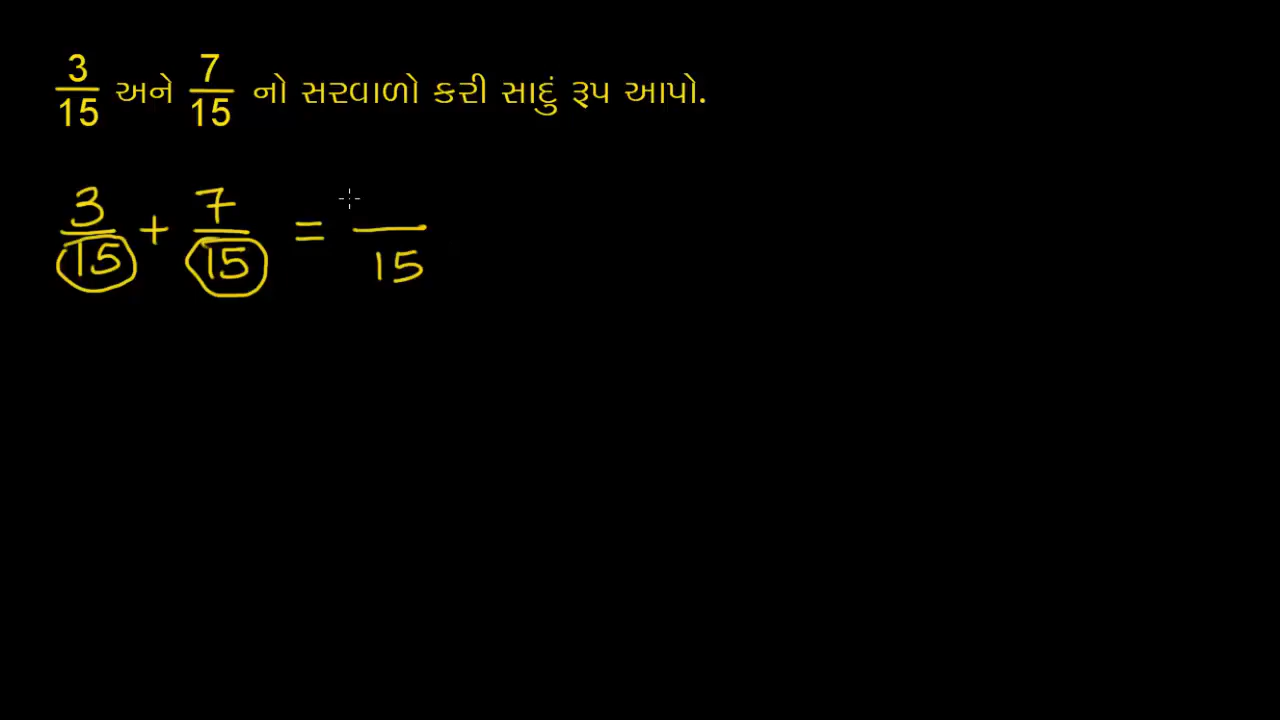 3/15 અને 7/15 નો સરવાળો કરી સાદું રૂપ આપો.
3/15 + 7/15 = /15